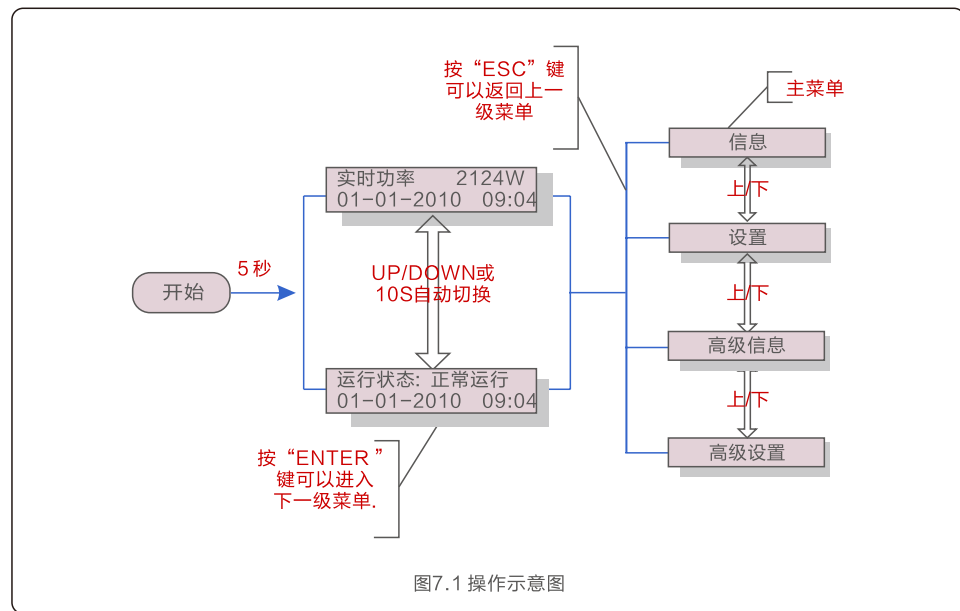 按“ESC”键
可以返回上一
级菜单
主菜单
信息
上/下
设置
上/下
高级信息
上/下
高级设置
实时功率 2124W
01-01-2010 09:04
5 秒
开始
UP/DOWN或
10S自动切换
运行状态: 正常运行
01-01-2010 09:04
按“ENTER ”
键可以进入
下一级菜单.
图7.1 操作示意图